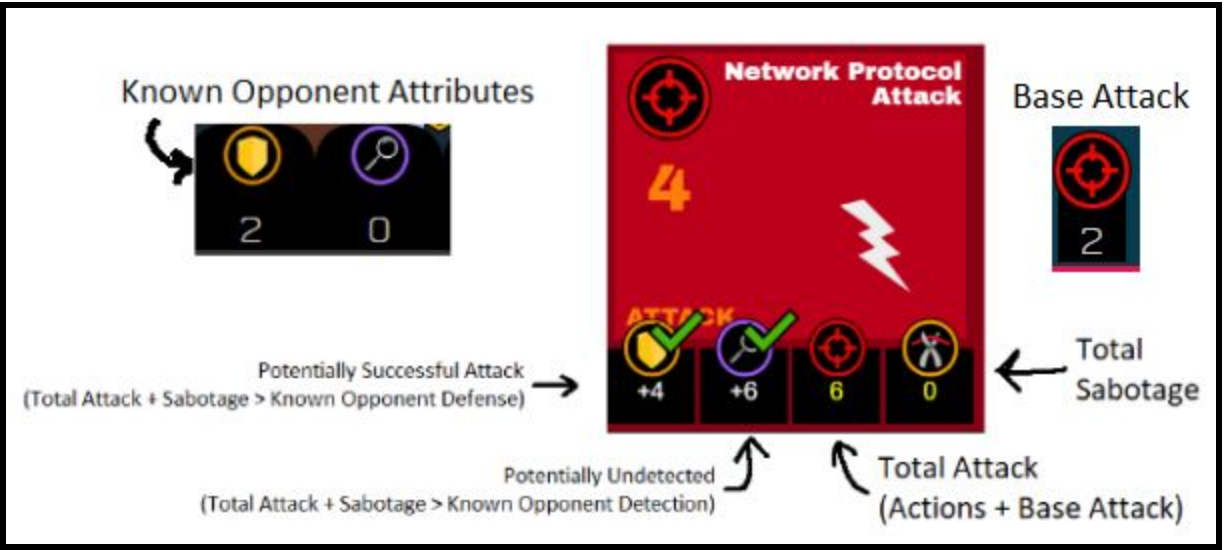 Known Opponent Attributes
2 0
Network Protocol
Attack
4
ATTACK
+4 +6 6 0
Base Attack
2
Potentially Successful Attack
(Total Attack + Sabotage > Known Opponent Defense)
Total
Sabotage
Potentially Undetected
(Total Attack + Sabotage > Known Opponent Detection)
Total Attack
(Actions + Base Attack)